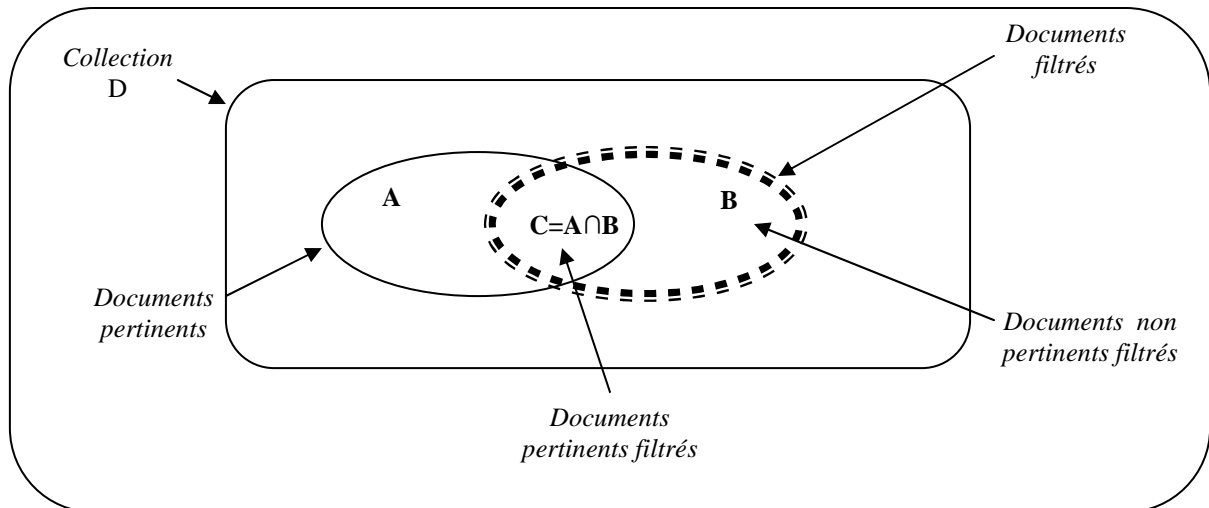 Collection
D
Documents
filtrés
A
B
C=A∩B
Documents
pertinents
Documents non
pertinents filtrés
Documents
pertinents filtrés